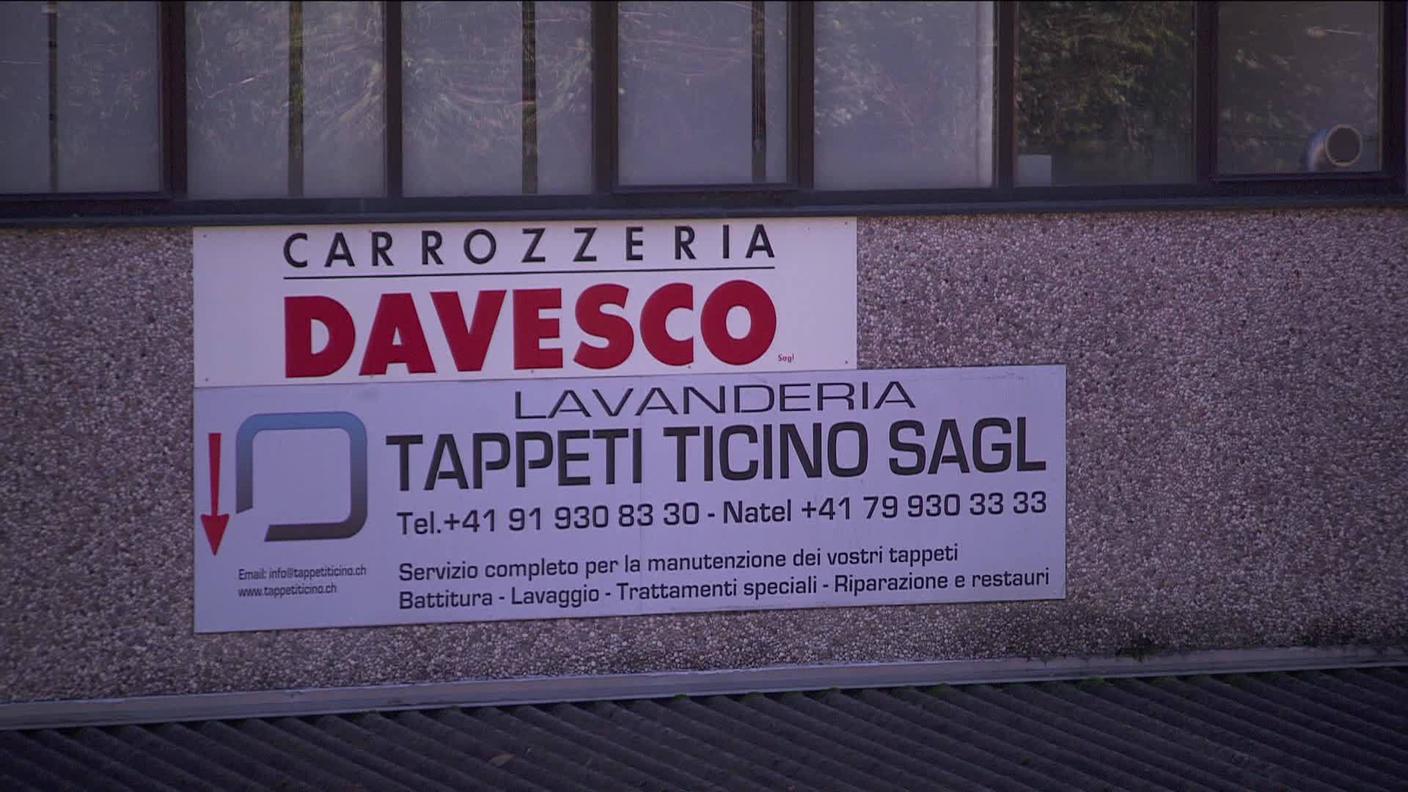 CARROZZERIA
DAVESCO
Sagl
LAVANDERIA
TAPPETI TICINO SAGL
Tel.+41 91 930 83 30 - Natel +41 79 930 33 33
Email: info@tappetiticino.ch
www.tappetiticino.ch
Servizio completo per la manutenzione dei vostri tappeti
Battitura - Lavaggio - Trattamenti speciali - Riparazione e restauri